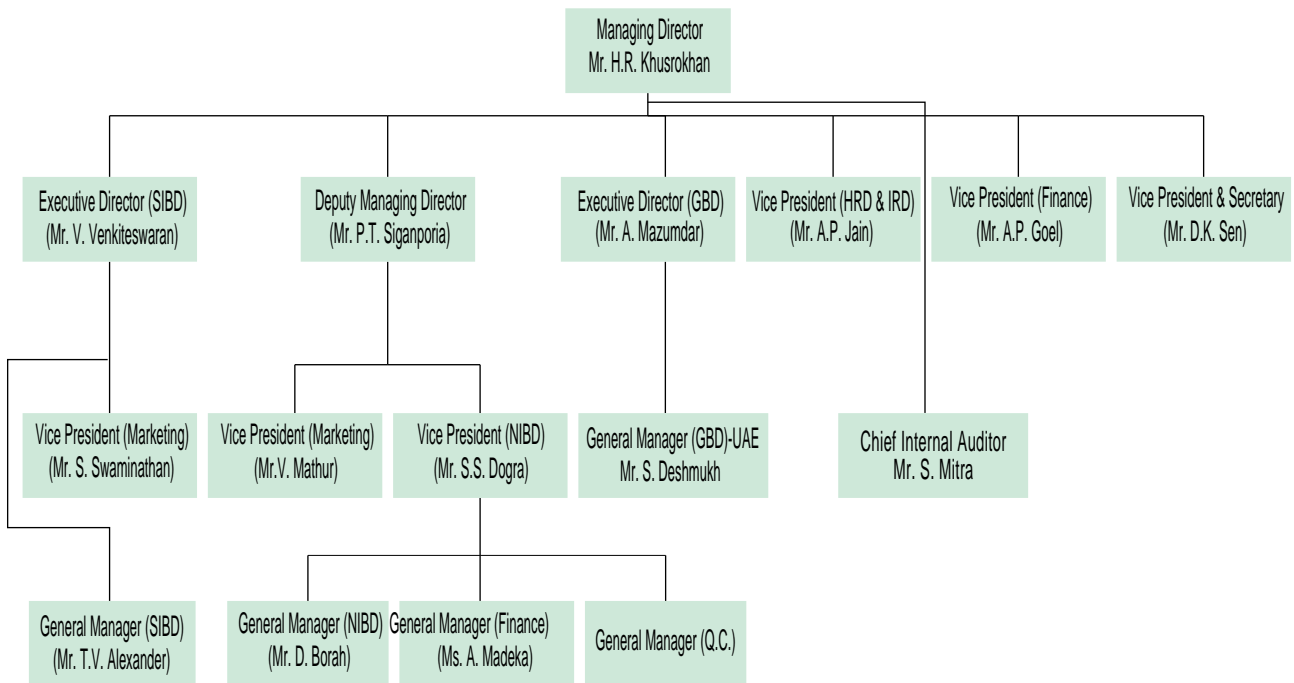 Managing Director
Mr. H.R. Khusrokhan
Executive Director (SIBD)
(Mr. V. Venkiteswaran)
Deputy Managing Director
(Mr. P.T. Siganporia)
Executive Director (GBD)
(Mr. A. Mazumdar)
Vice President (HRD & IRD)
(Mr. A.P. Jain)
Vice President (Finance)
(Mr. A.P. Goel)
Vice President & Secretary
(Mr. D.K. Sen)
Vice President (Marketing)
(Mr. S. Swaminathan)
Vice President (Marketing)
(Mr.V. Mathur)
Vice President (NIBD)
(Mr. S.S. Dogra)
General Manager (GBD)-UAE
Mr. S. Deshmukh
Chief Internal Auditor
Mr. S. Mitra
General Manager (SIBD)
(Mr. T.V. Alexander)
General Manager (NIBD)
(Mr. D. Borah)
General Manager (Finance)
(Ms. A. Madeka)
General Manager (Q.C.)